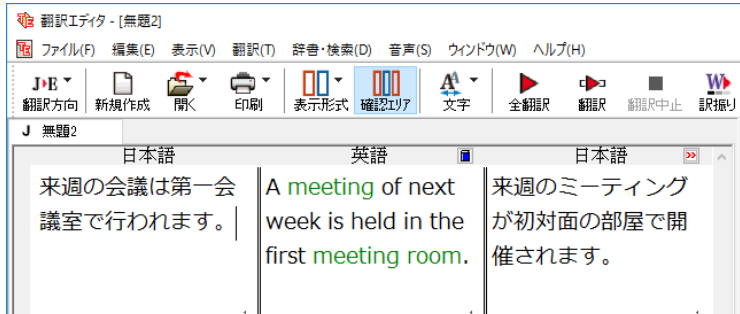 翻訳エディタ - [無題2]
ファイル(F) 編集(E) 表示(V) 翻訳(T) 辞書・検索(D) 音声(S) ウィンドウ(W) ヘルプ(H)
J▸E
翻訳方向 新規作成 開く 印刷 表示形式 確認エリア 文字 全翻訳 翻訳 翻訳中止 訳振り
J 無題2
日本語 英語 日本語
来週の会議は第一会
議室で行われます。
A meeting of next
week is held in the
first meeting room.
来週のミーティング
が初対面の部屋で開
催されます。